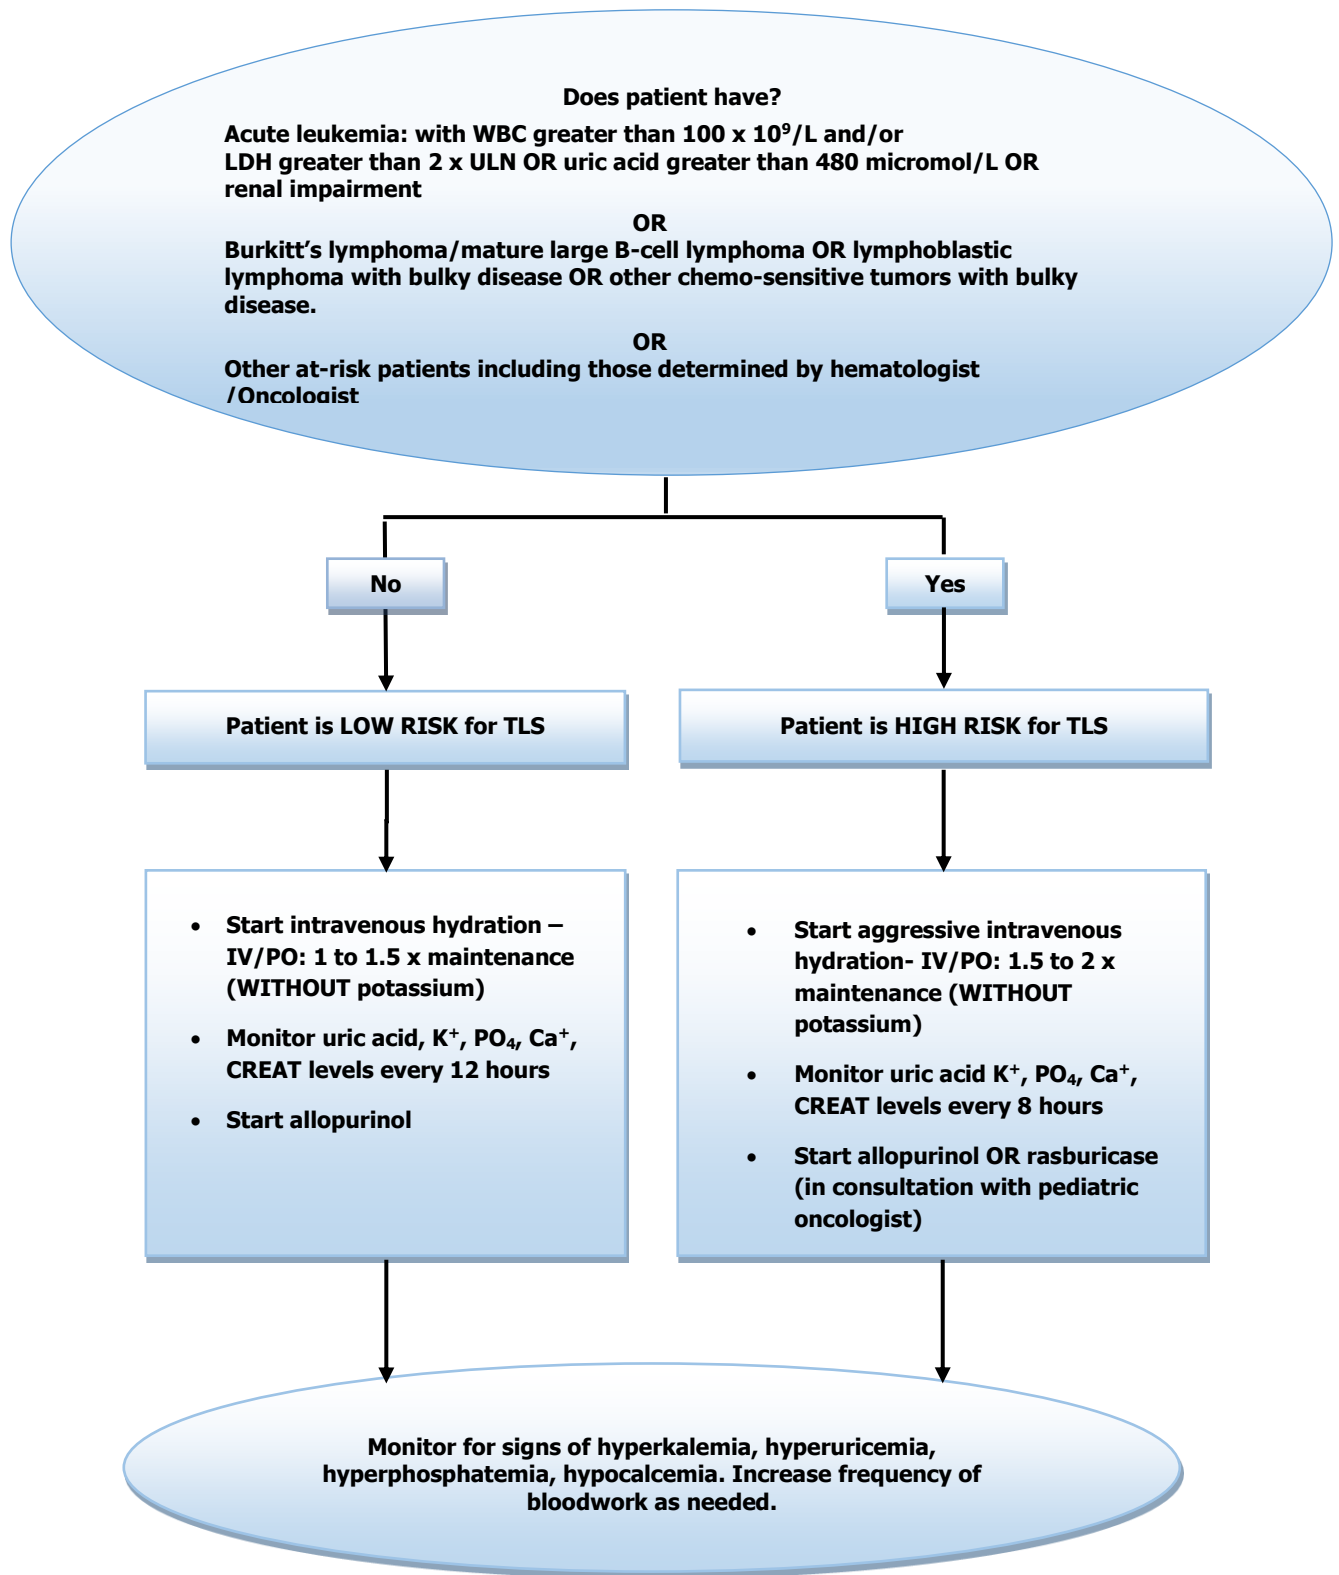 Does patient have?
Acute leukemia: with WBC greater than 100 x 10⁹/L and/or
LDH greater than 2 x ULN OR uric acid greater than 480 micromol/L OR
renal impairment
OR
Burkitt’s lymphoma/mature large B-cell lymphoma OR lymphoblastic
lymphoma with bulky disease OR other chemo-sensitive tumors with bulky
disease.
OR
Other at-risk patients including those determined by hematologist
/Oncologist
No
Yes
Patient is LOW RISK for TLS
Patient is HIGH RISK for TLS
• Start intravenous hydration –
IV/PO: 1 to 1.5 x maintenance
(WITHOUT potassium)
• Monitor uric acid, K⁺, PO₄, Ca⁺,
CREAT levels every 12 hours
• Start allopurinol
• Start aggressive intravenous
hydration- IV/PO: 1.5 to 2 x
maintenance (WITHOUT
potassium)
• Monitor uric acid K⁺, PO₄, Ca⁺,
CREAT levels every 8 hours
• Start allopurinol OR rasburicase
(in consultation with pediatric
oncologist)
Monitor for signs of hyperkalemia, hyperuricemia,
hyperphosphatemia, hypocalcemia. Increase frequency of
bloodwork as needed.